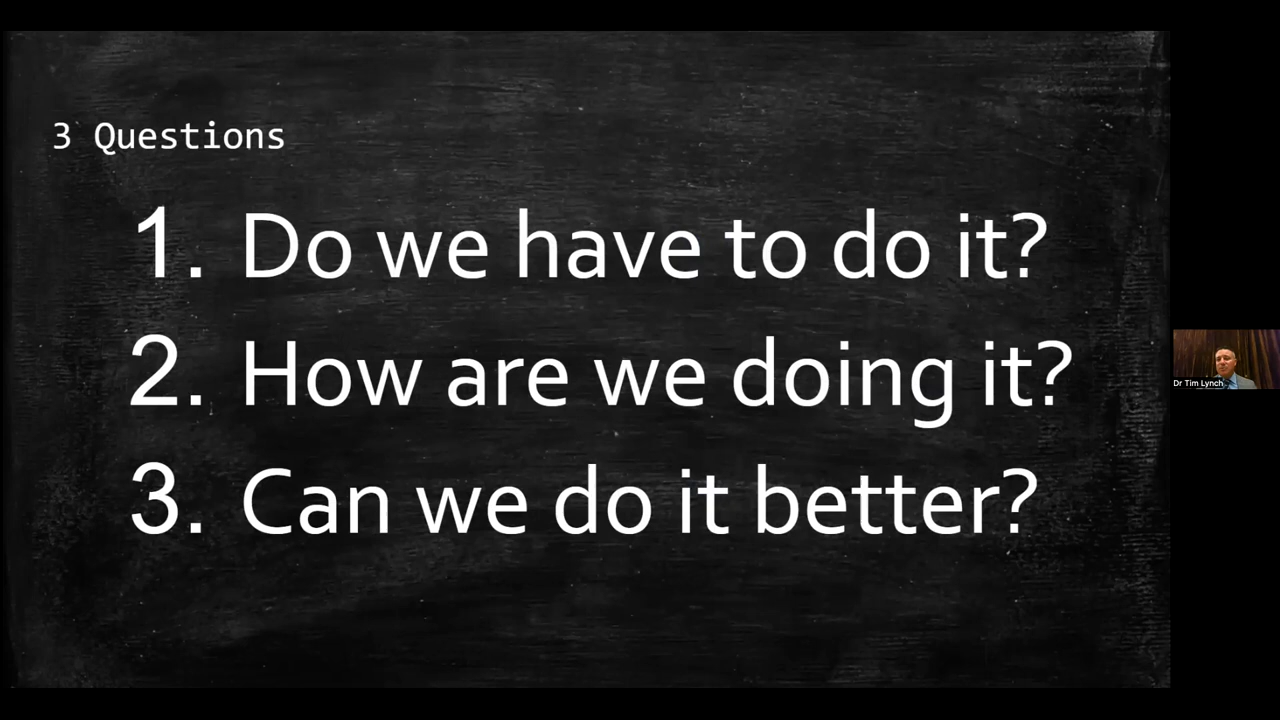 3 Questions
1. Do we have to do it?
2. How are we doing it?
3. Can we do it better?
Dr Tim Lynch